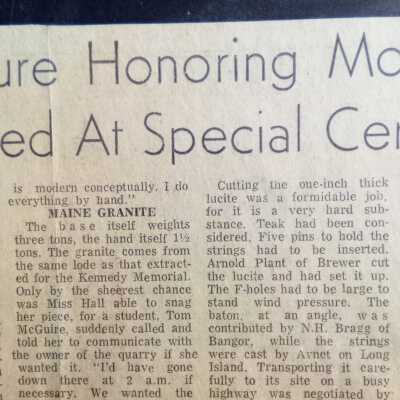 ure Honoring Mo
ed At Special Cer
is modern conceptually. I do
everything by hand."
MAINE GRANITE
The base itself weights
three tons, the hand itself 1½
tons. The granite comes from
the same lode as that extract-
ed for the Kennedy Memorial.
Only by the sheerest chance
was Miss Hall able to snag
her piece, for a student, Tom
McGuire, suddenly called and
told her to communicate with
the owner of the quarry if she
wanted it. "I'd have gone
down there at 2 a.m. if
necessary. We wanted the
Cutting the one-inch thick
lucite was a formidable job,
for it is a very hard sub-
stance. Teak had been con-
sidered. Five pins to hold the
strings had to be inserted.
Arnold Plant of Brewer cut
the lucite and had set it up.
The F-holes had to be large to
stand wind pressure. The
baton, at an angle, was
contributed by N.H. Bragg of
Bangor, while the strings
were cast by Avnet on Long
Island. Transporting it care-
fully to its site on a busy
highway was negotiated by